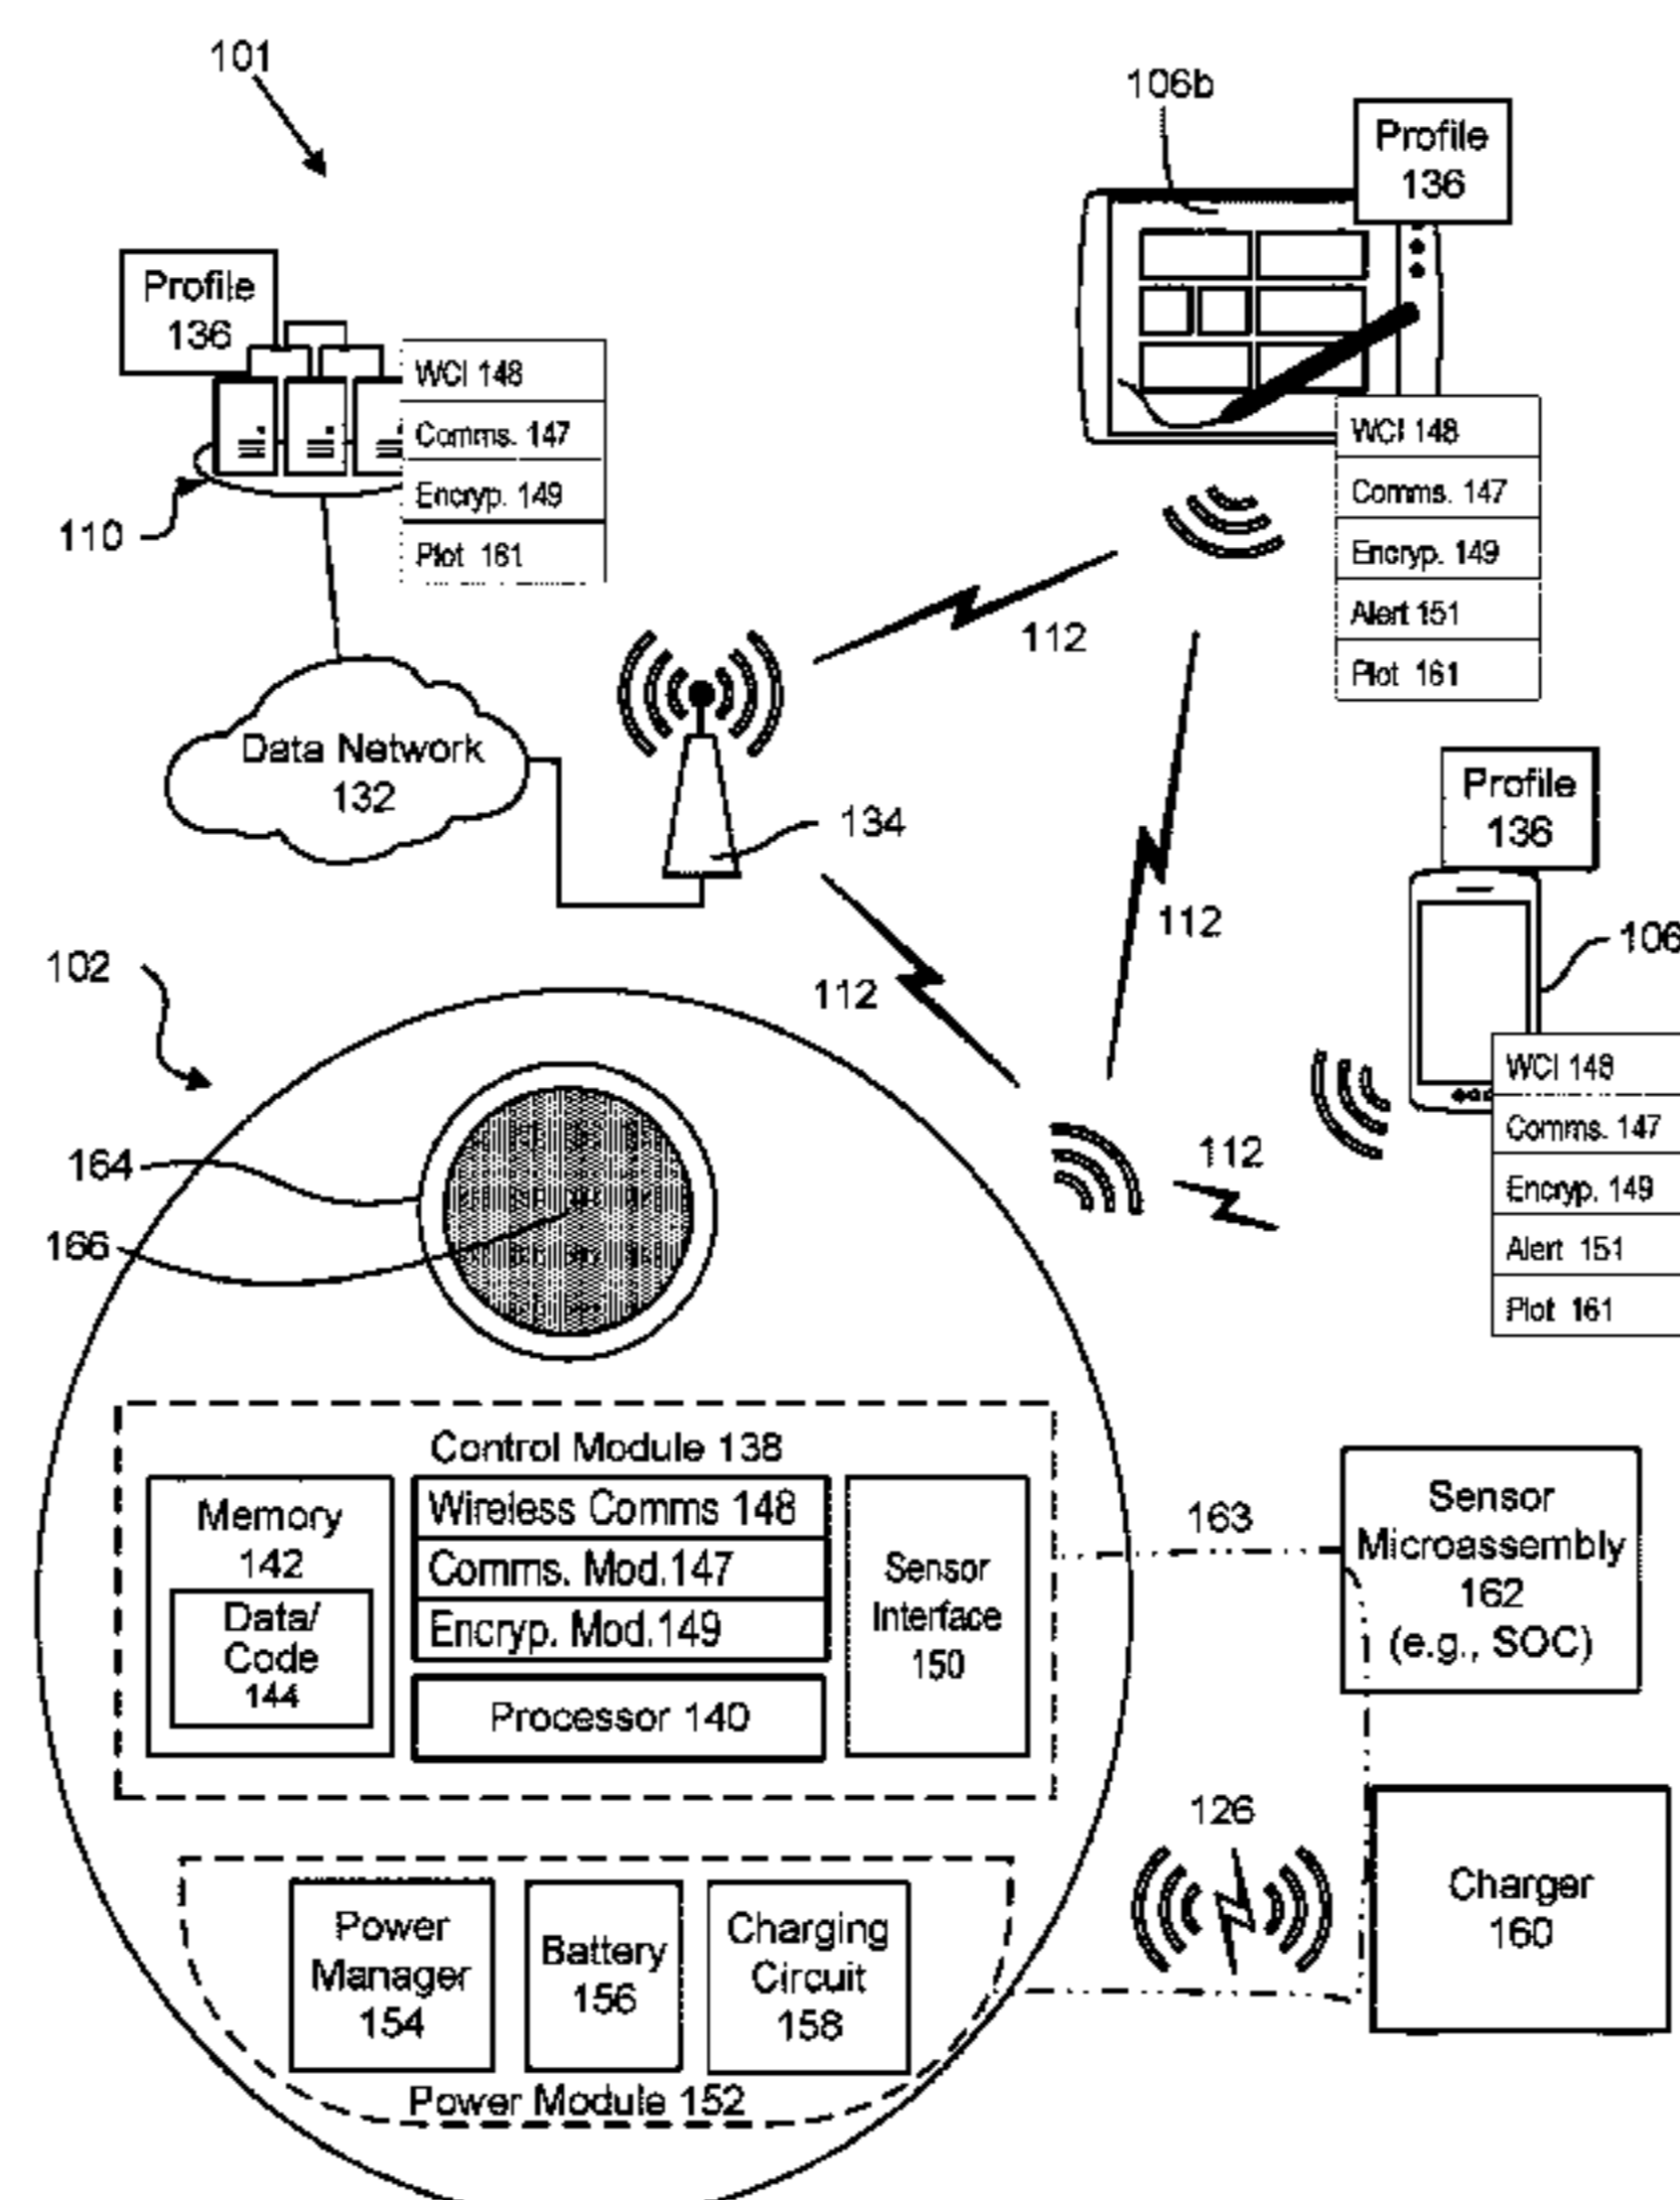 101
106b
Profile
136
Profile
136
WCI 148
Comms. 147
Encryp. 149
Plot 161
110
WCI 148
Comms. 147
Encryp. 149
Alert 151
Plot 161
112
Data Network
132
134
Profile
136
106
112
112
102
WCI 148
Comms. 147
Encryp. 149
Alert 151
Plot 161
164
112
166
Control Module 138
Memory
142
Data/
Code
144
Wireless Comms 148
Comms. Mod.147
Encryp. Mod.149
Processor 140
Sensor
Interface
150
163
Sensor
Microassembly
162
(e.g., SOC)
126
Charger
160
Power
Manager
154
Battery
156
Charging
Circuit
158
Power Module 152